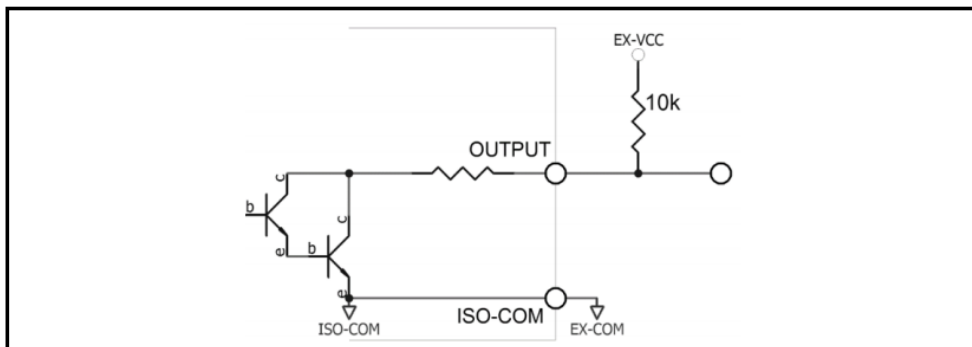 EX-VCC
10k
OUTPUT
c
b
c
e
b
e
ISO-COM
ISO-COM
EX-COM